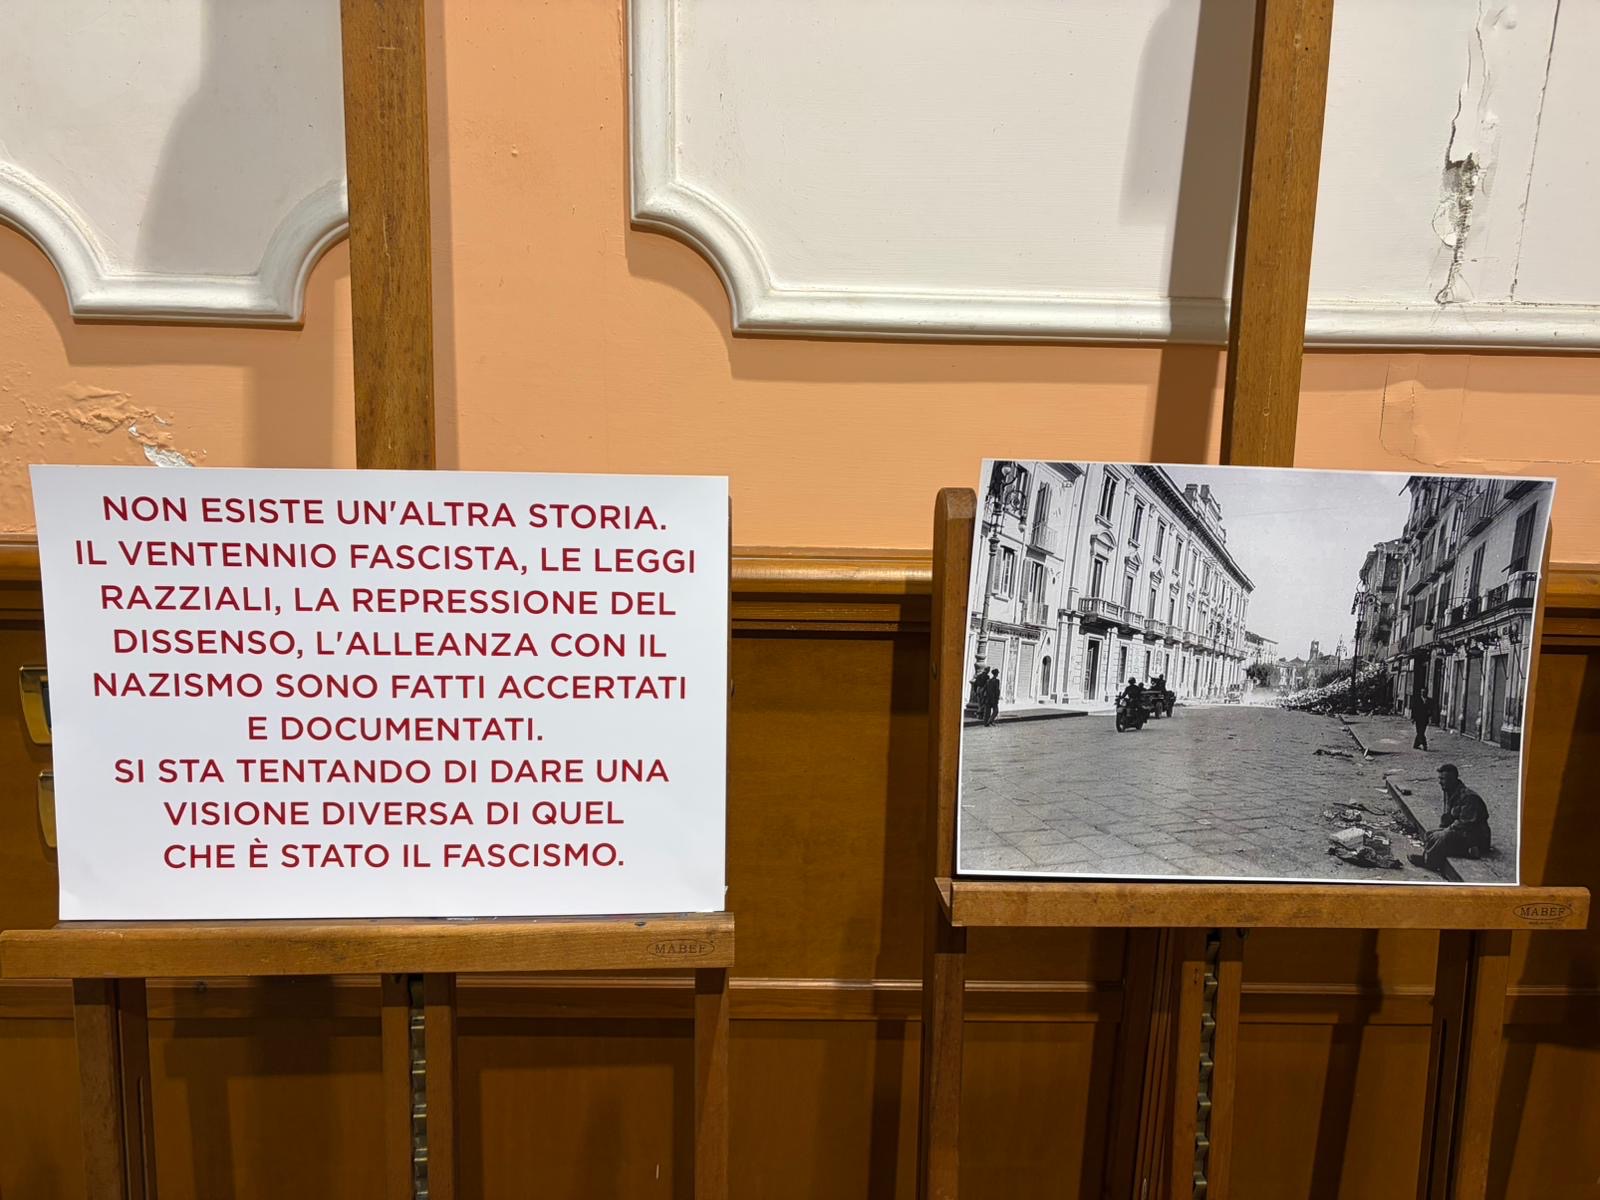 NON ESISTE UN'ALTRA STORIA.
IL VENTENNIO FASCISTA, LE LEGGI
RAZZIALI, LA REPRESSIONE DEL
DISSENSO, L'ALLEANZA CON IL
NAZISMO SONO FATTI ACCERTATI
E DOCUMENTATI.
SI STA TENTANDO DI DARE UNA
VISIONE DIVERSA DI QUEL
CHE È STATO IL FASCISMO.
MABEF
MABEF